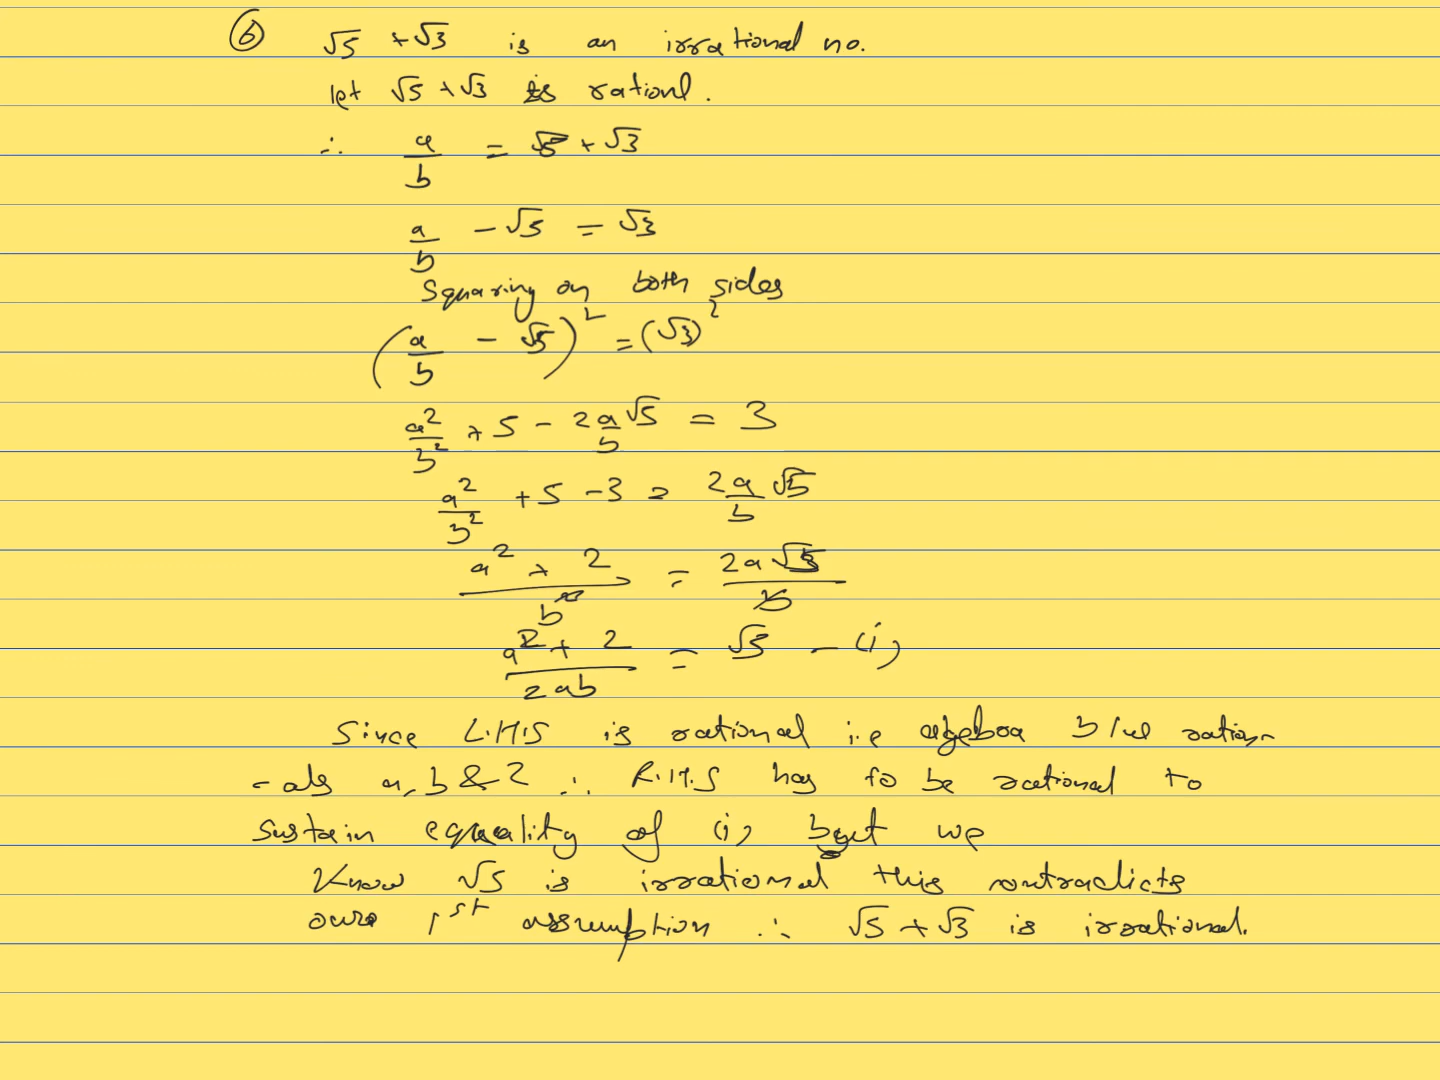 ⑥ √5 + √3 is an irrational no.
let √5 + √3 is rationl.
∴ a/b = √5 + √3
a/b - √5 = √3
Squaring on both sides
(a/b - √5)² = (√3)²
a²/b² + 5 - 2a/b √5 = 3
a²/b² + 5 - 3 = 2a/b √5
a² + 2 / b = 2a√5 / b
a² + 2 / 2ab = √5 - (i)
Since L.H.S is rational i.e algebra b/w ration-
- als a, b & 2 ∴ R.H.S has to be rational to
sustain equality of (i) but we
know √5 is irrational this contradicts
our 1st assumption ∴ √5 + √3 is irrational.